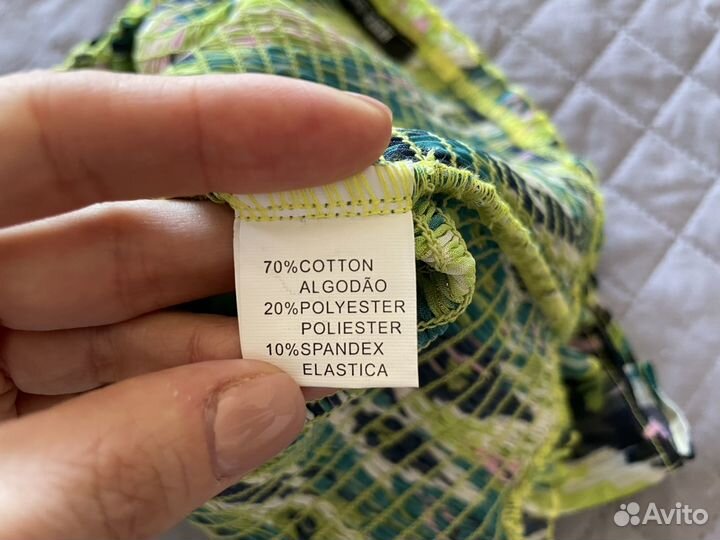 70%COTTON
ALGODÃO
20%POLYESTER
POLIESTER
10%SPANDEX
ELASTICA
Avito